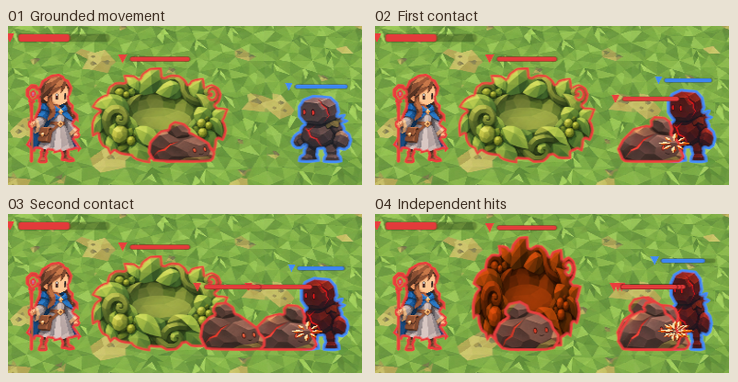 01 Grounded movement
02 First contact
03 Second contact
04 Independent hits